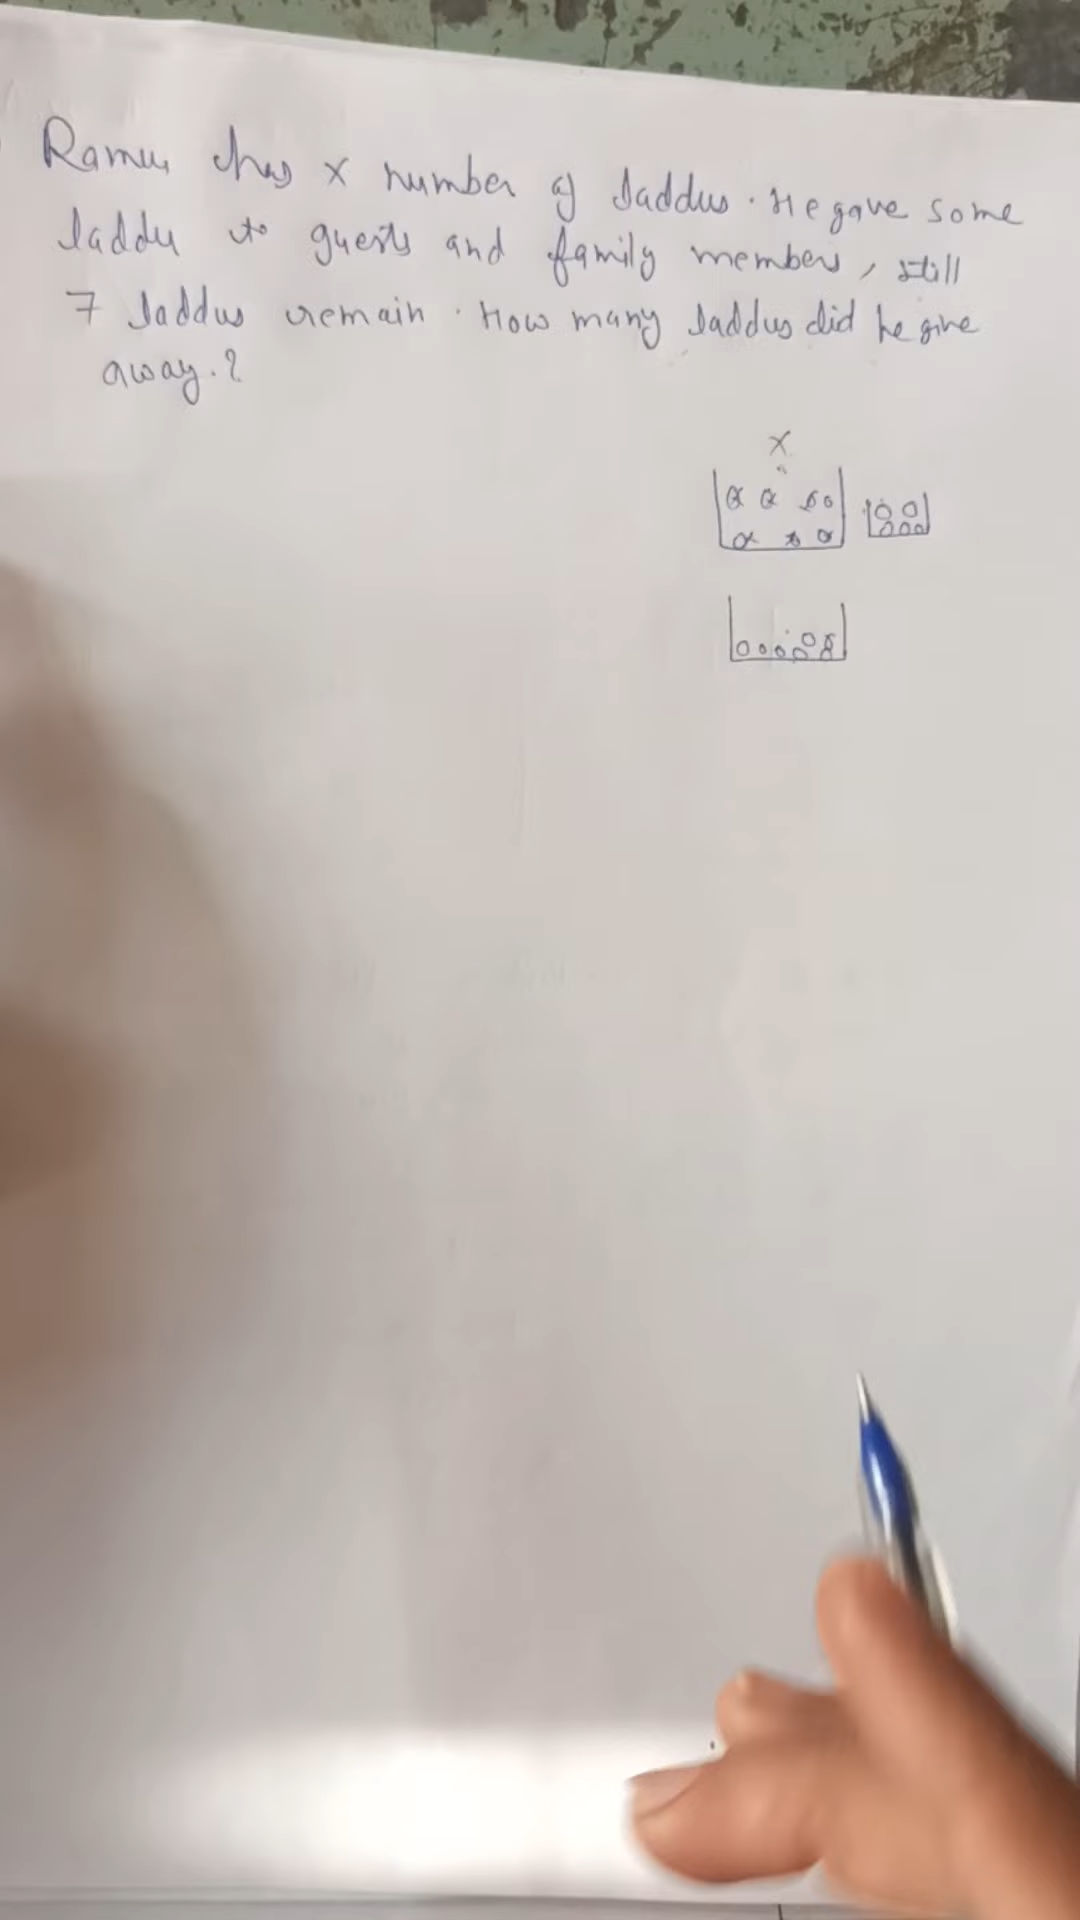 Ramu has x number of laddus. He gave some
laddu to guests and family members, still
7 laddus remain. How many laddus did he give
away.?
x